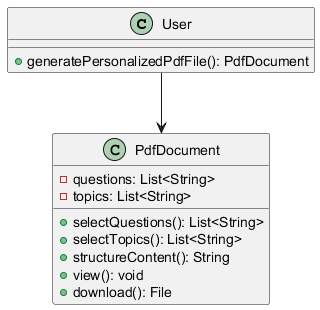 C User
generatePersonalizedPdfFile(): PdfDocument
C PdfDocument
questions: List<String>
topics: List<String>
selectQuestions(): List<String>
selectTopics(): List<String>
structureContent(): String
view(): void
download(): File